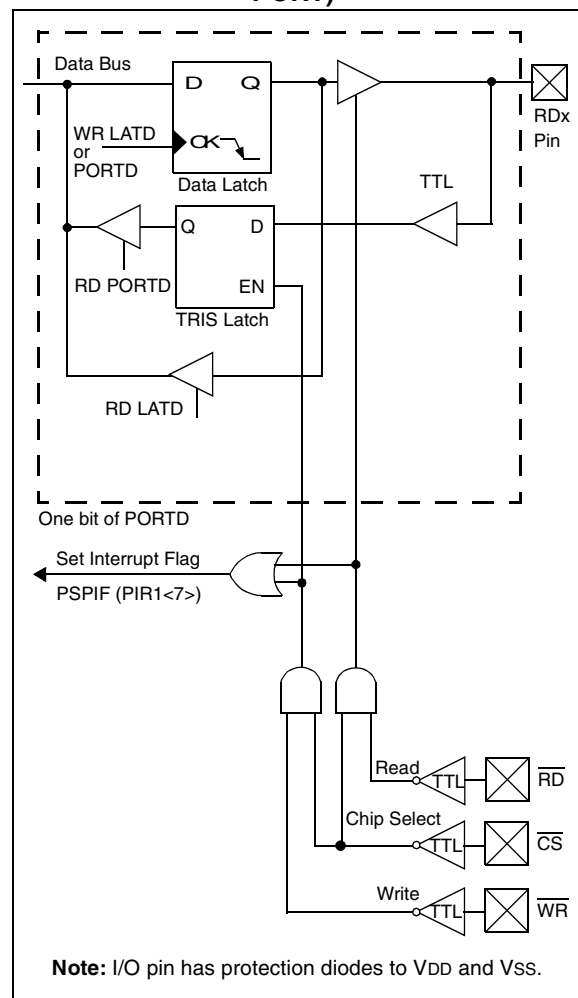 PORT)
Data Bus
D Q
RDx
Pin
WR LATD
or
PORTD
CK
Data Latch
TTL
Q D
RD PORTD
EN
TRIS Latch
RD LATD
One bit of PORTD
Set Interrupt Flag
PSPIF (PIR1<7>)
Read
TTL
RD
Chip Select
TTL
CS
Write
TTL
WR
Note: I/O pin has protection diodes to VDD and VSS.